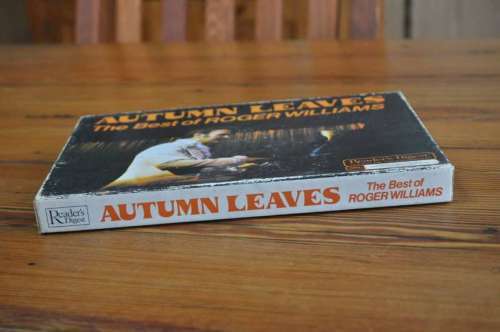 AUTUMN LEAVES
The Best of ROGER WILLIAMS
Reader's Digest
Reader's
Digest
AUTUMN LEAVES
The Best of
ROGER WILLIAMS